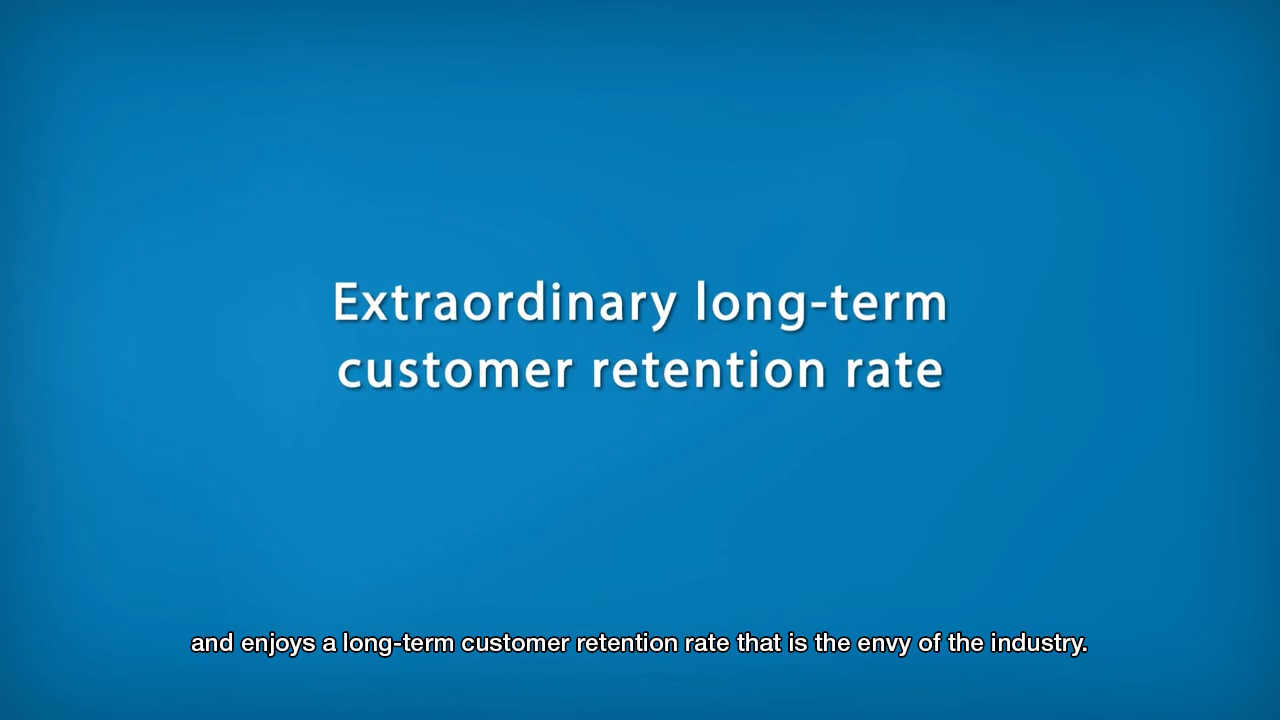 Extraordinary long-term
customer retention rate
and enjoys a long-term customer retention rate that is the envy of the industry.